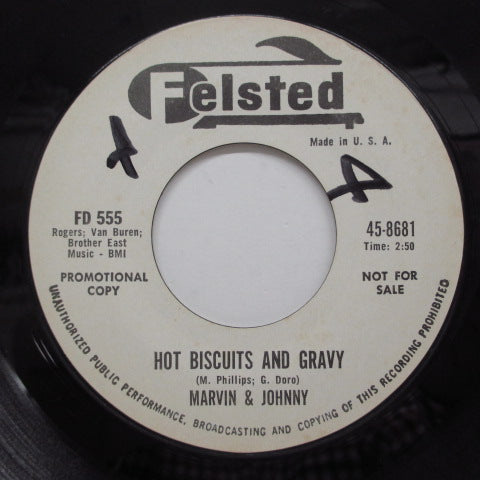 Felsted
Made in U. S. A.
4
4
FD 555
Rogers; Van Buren;
Brother East
Music - BMI
PROMOTIONAL
COPY
45-8681
Time: 2:50
NOT FOR
SALE
HOT BISCUITS AND GRAVY
(M. Phillips; G. Doro)
MARVIN & JOHNNY
UNAUTHORIZED PUBLIC PERFORMANCE, BROADCASTING AND COPYING OF THIS RECORDING PROHIBITED